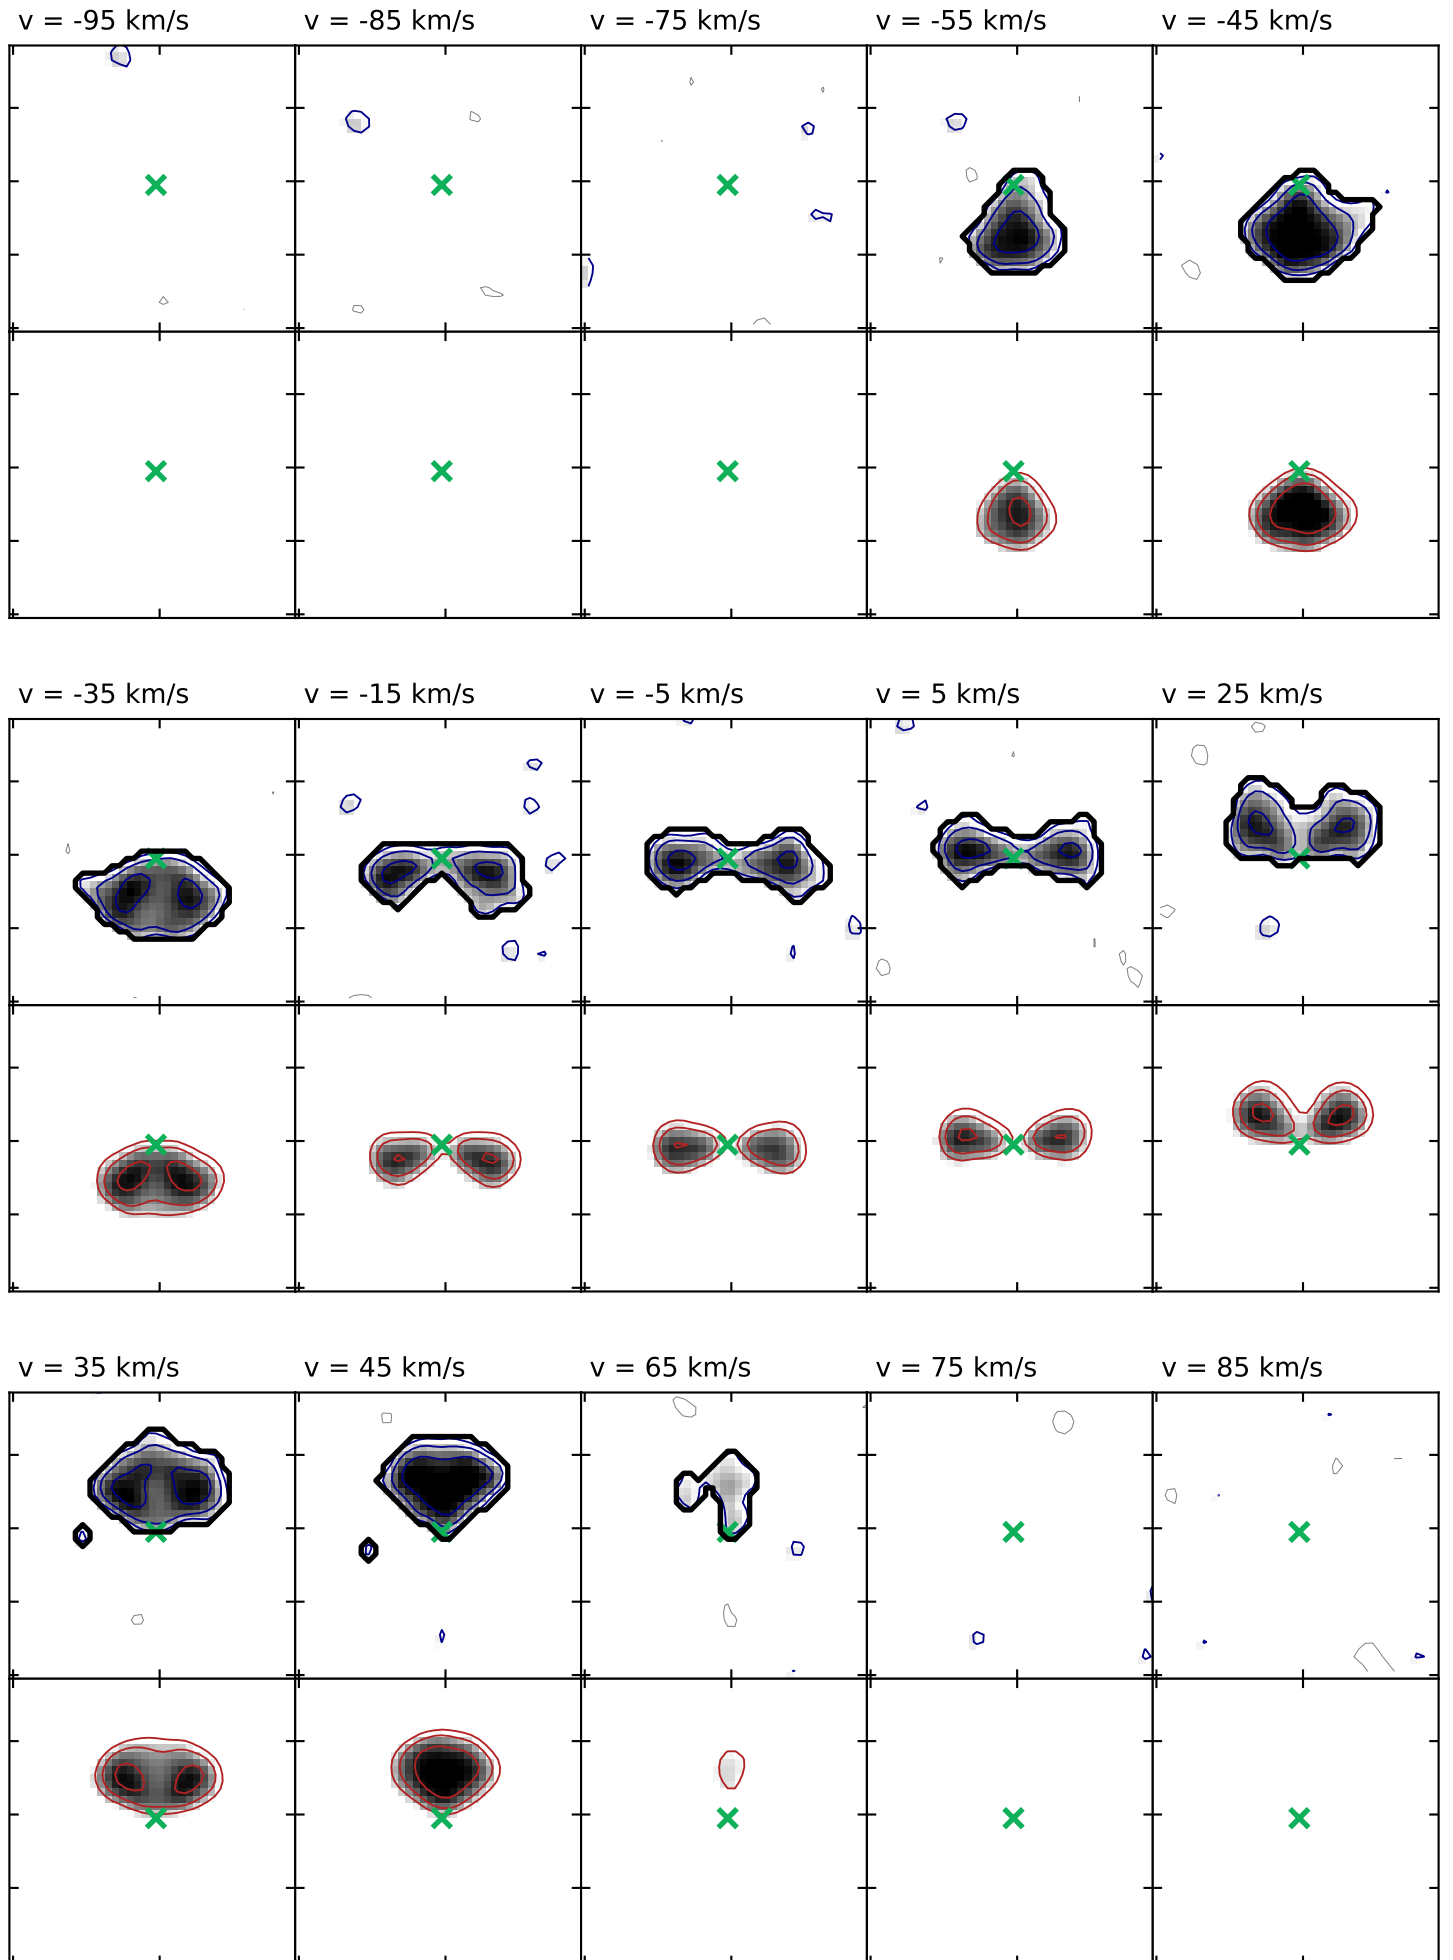 v = -95 km/s
v = -85 km/s
v = -75 km/s
v = -55 km/s
v = -45 km/s
v = -35 km/s
v = -15 km/s
v = -5 km/s
v = 5 km/s
v = 25 km/s
v = 35 km/s
v = 45 km/s
v = 65 km/s
v = 75 km/s
v = 85 km/s